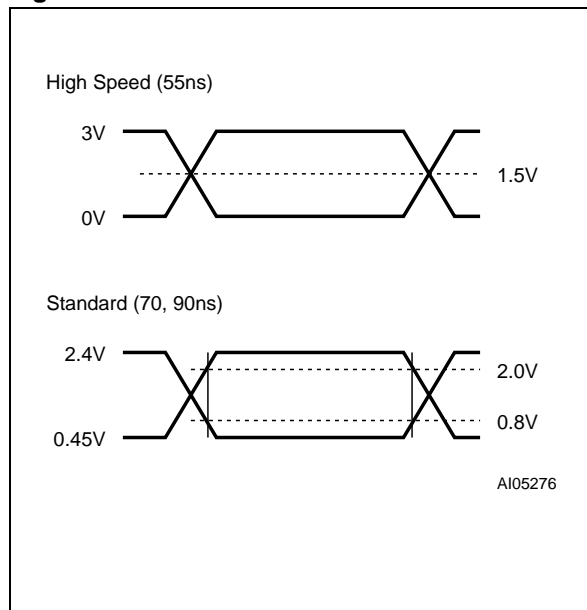 High Speed (55ns)
3V
1.5V
0V
Standard (70, 90ns)
2.4V
2.0V
0.8V
0.45V
AI05276